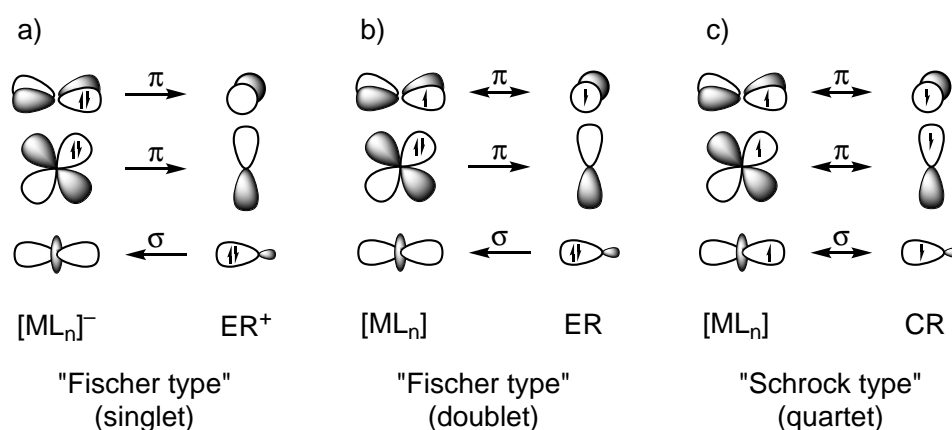 a) b) c)
π π π
π π π
σ σ σ
[MLₙ]⁻ ER⁺ [MLₙ] ER [MLₙ] CR
"Fischer type" "Fischer type" "Schrock type"
(singlet) (doublet) (quartet)